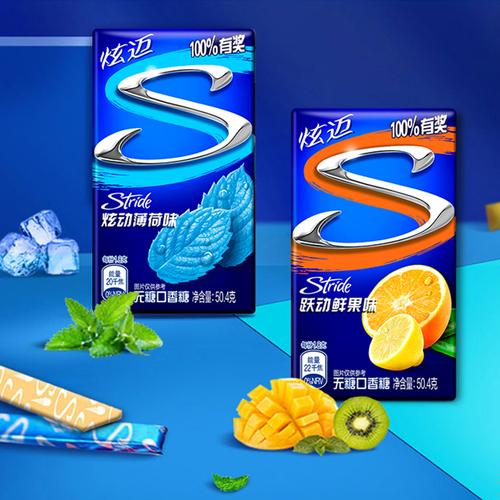 炫迈
100%有奖
S
Stride
炫动薄荷味
每份1.8克
能量
20千焦
0%NRV
图片仅供参考
无糖口香糖 净含量:50.4克
炫迈
100%有奖
S
Stride
跃动鲜果味
每份1.8克
能量
22千焦
图片仅供参考
无糖口香糖 净含量:50.4克